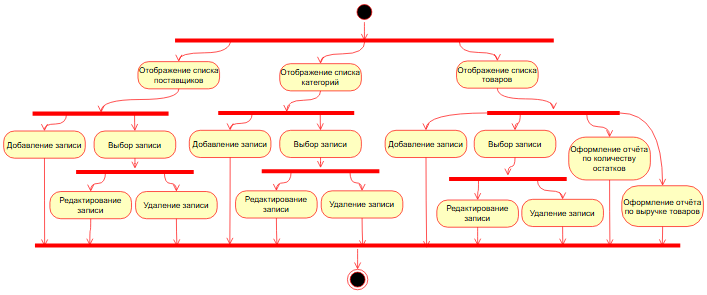 Отображение списка
поставщиков
Отображение списка
категорий
Отображение списка
товаров
Добавление записи
Выбор записи
Добавление записи
Выбор записи
Добавление записи
Выбор записи
Оформление отчёта
по количеству
остатков
Редактирование
записи
Удаление записи
Редактирование
записи
Удаление записи
Редактирование
записи
Удаление записи
Оформление отчёта
по выручке товаров